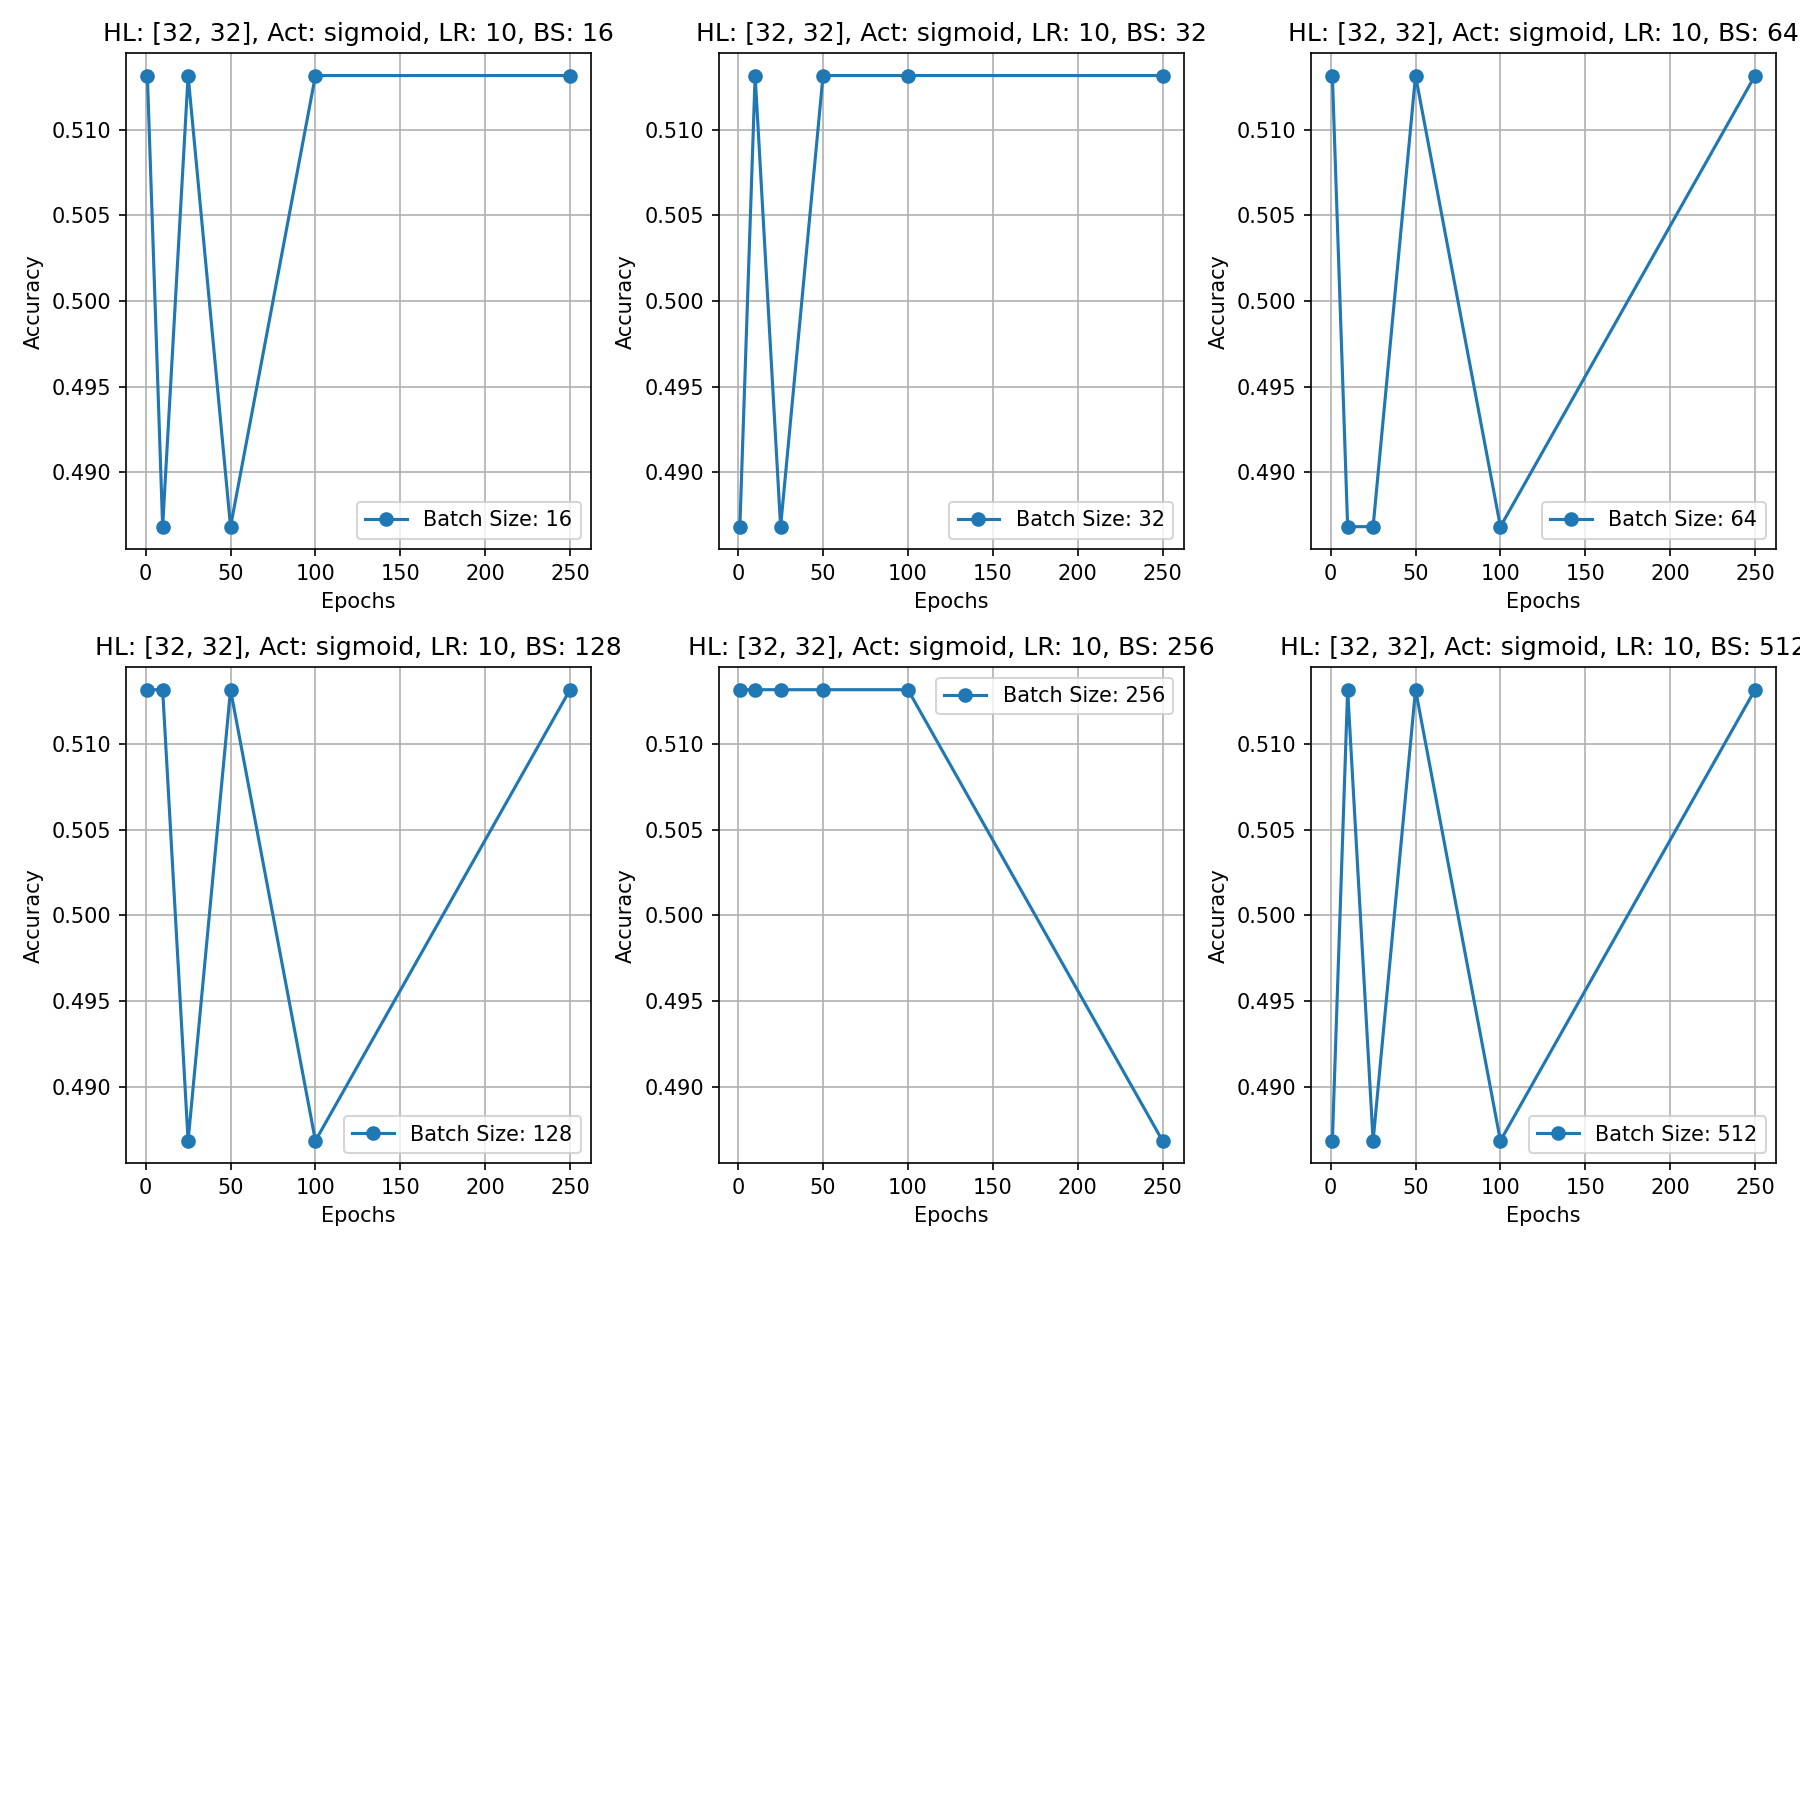 HL: [32, 32], Act: sigmoid, LR: 10, BS: 16
Accuracy
0.510
0.505
0.500
0.495
0.490
Batch Size: 16
0 50 100 150 200 250
Epochs
HL: [32, 32], Act: sigmoid, LR: 10, BS: 32
Accuracy
0.510
0.505
0.500
0.495
0.490
Batch Size: 32
0 50 100 150 200 250
Epochs
HL: [32, 32], Act: sigmoid, LR: 10, BS: 64
Accuracy
0.510
0.505
0.500
0.495
0.490
Batch Size: 64
0 50 100 150 200 250
Epochs
HL: [32, 32], Act: sigmoid, LR: 10, BS: 128
Accuracy
0.510
0.505
0.500
0.495
0.490
Batch Size: 128
0 50 100 150 200 250
Epochs
HL: [32, 32], Act: sigmoid, LR: 10, BS: 256
Batch Size: 256
Accuracy
0.510
0.505
0.500
0.495
0.490
0 50 100 150 200 250
Epochs
HL: [32, 32], Act: sigmoid, LR: 10, BS: 512
Accuracy
0.510
0.505
0.500
0.495
0.490
Batch Size: 512
0 50 100 150 200 250
Epochs